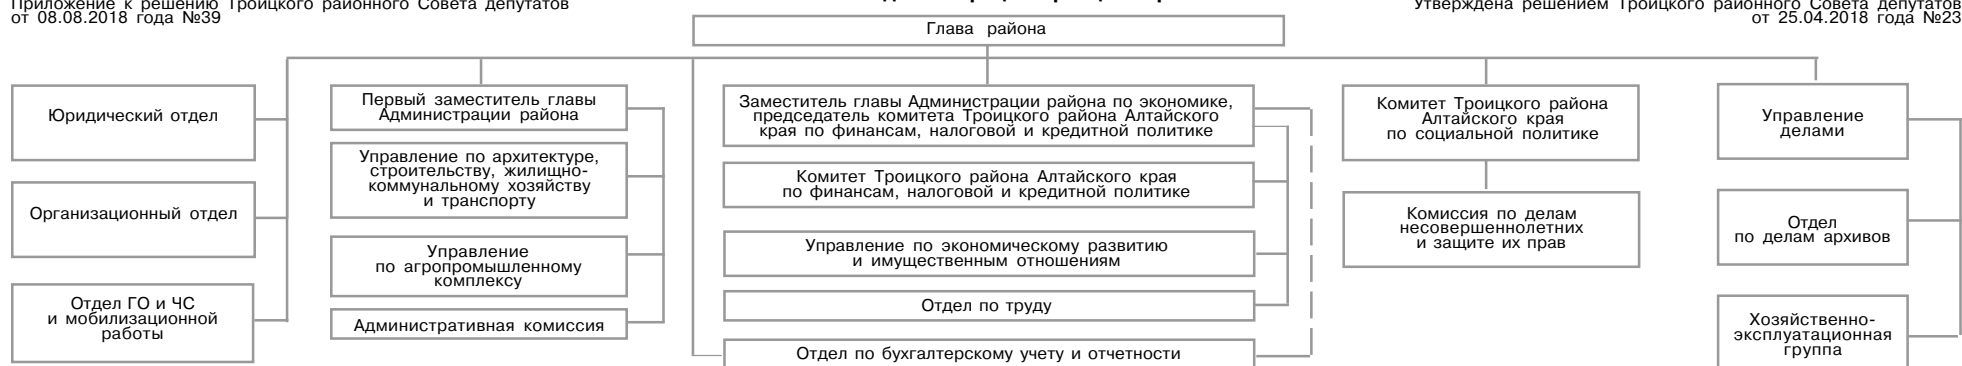 Приложение к решению Троицкого районного Совета депутатов
от 08.08.2018 года №39
Утверждена решением Троицкого районного Совета депутатов
от 25.04.2018 года №23
Глава района
Юридический отдел
Организационный отдел
Отдел ГО и ЧС
и мобилизационной
работы
Первый заместитель главы
Администрации района
Управление по архитектуре,
строительству, жилищно-
коммунальному хозяйству
и транспорту
Управление
по агропромышленному
комплексу
Административная комиссия
Заместитель главы Администрации района по экономике,
председатель комитета Троицкого района Алтайского
края по финансам, налоговой и кредитной политике
Комитет Троицкого района Алтайского края
по финансам, налоговой и кредитной политике
Управление по экономическому развитию
и имущественным отношениям
Отдел по труду
Отдел по бухгалтерскому учету и отчетности
Комитет Троицкого района
Алтайского края
по социальной политике
Комиссия по делам
несовершеннолетних
и защите их прав
Управление
делами
Отдел
по делам архивов
Хозяйственно-
эксплуатационная
группа